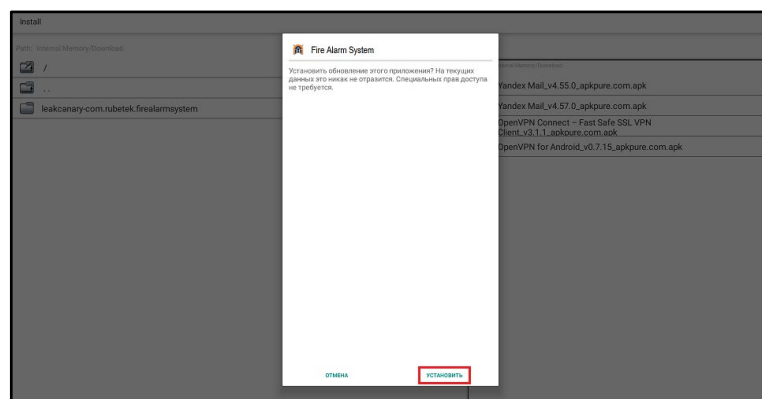 Install
Path: Internal Memory/Download
/
..
leakcanary-com.rubetek.firealarmsystem
Fire Alarm System
Установить обновление этого приложения? На текущих
данных это никак не отразится. Специальных прав доступа
не требуется.
ОТМЕНА
УСТАНОВИТЬ
Memory/Download
Yandex Mail_v4.55.0_apkpure.com.apk
Yandex Mail_v4.57.0_apkpure.com.apk
OpenVPN Connect – Fast Safe SSL VPN
Client_v3.1.1_apkpure.com.apk
OpenVPN for Android_v0.7.15_apkpure.com.apk